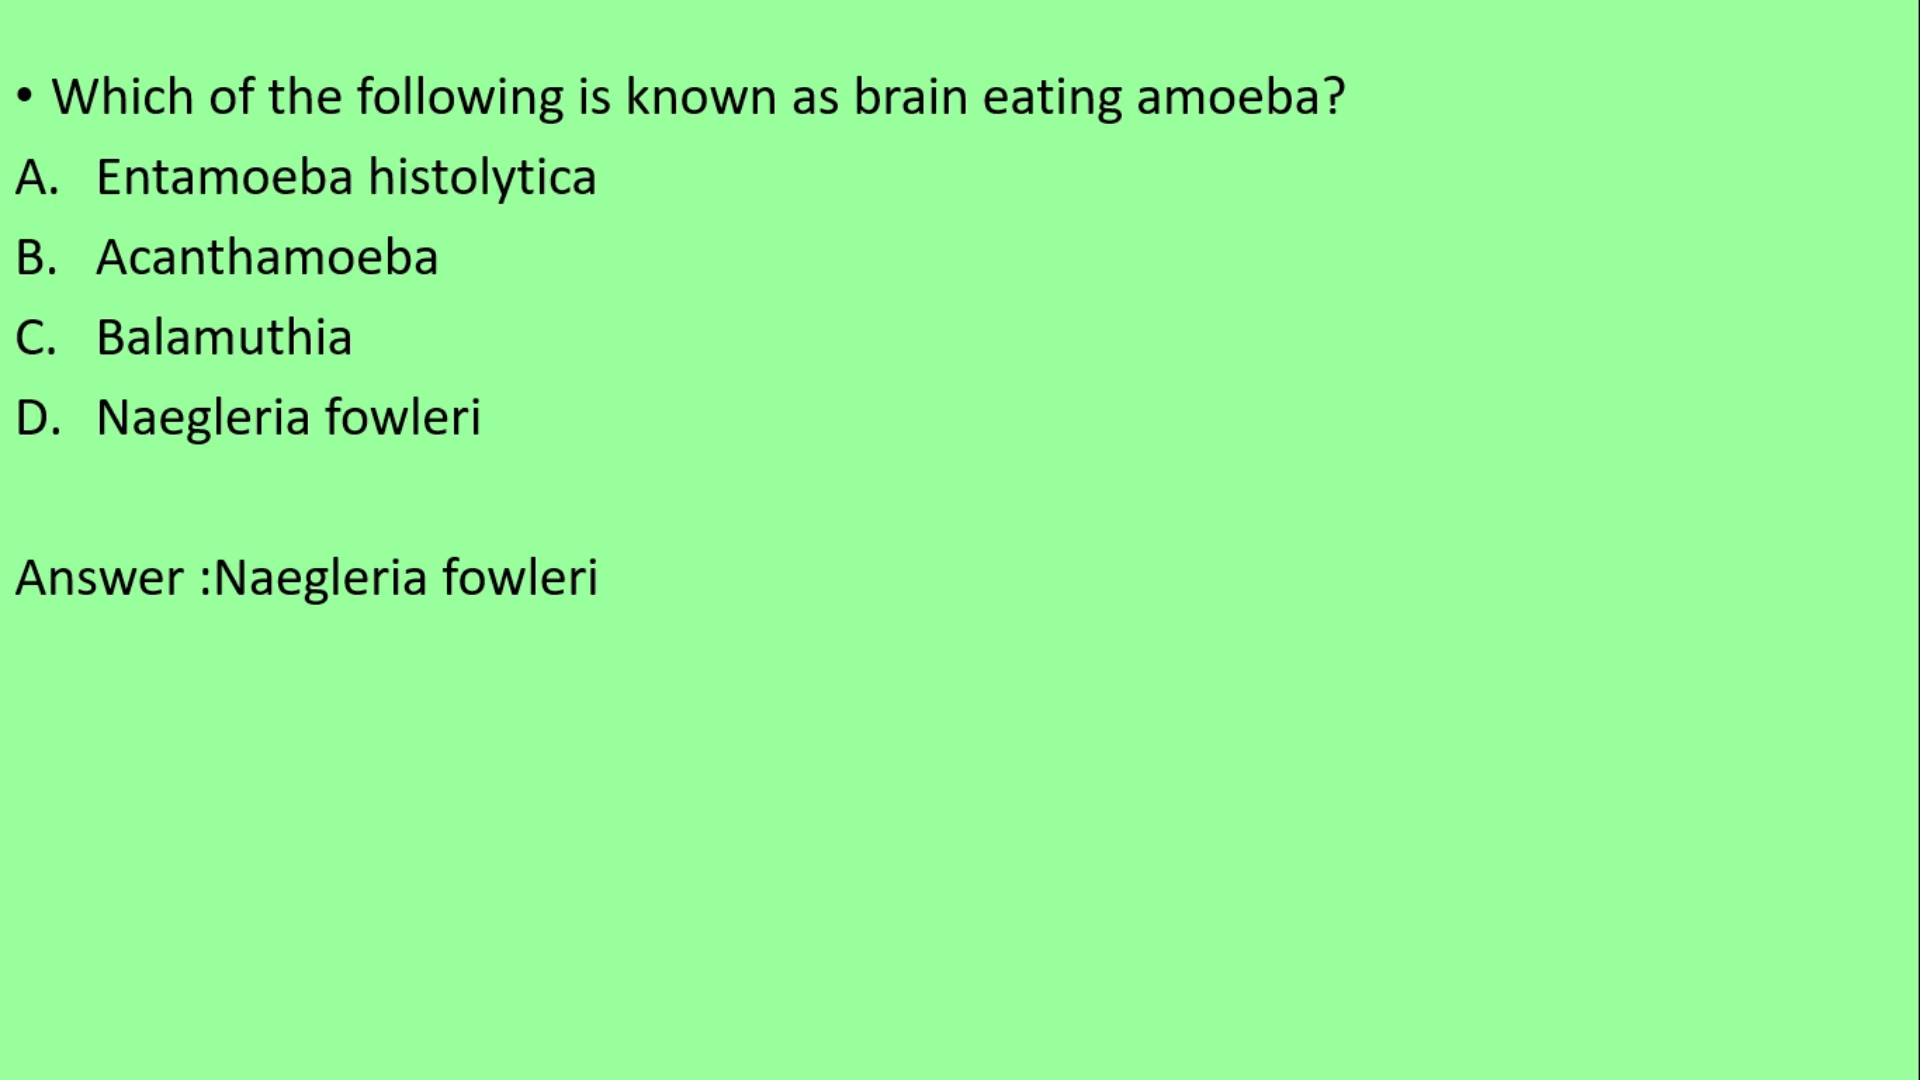 • Which of the following is known as brain eating amoeba?
A. Entamoeba histolytica
B. Acanthamoeba
C. Balamuthia
D. Naegleria fowleri
Answer :Naegleria fowleri